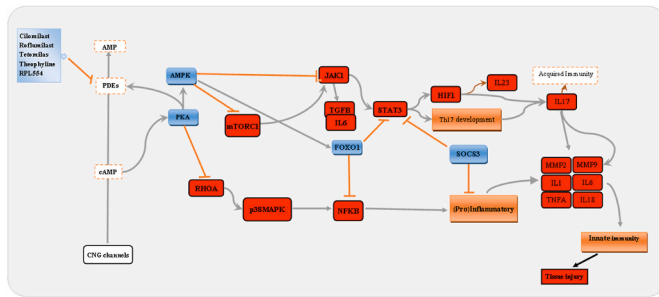 Cilomilast
Roflumilast
Tetomilas
Theophyline
RPL554
AMP
PDEs
AMPK
PKA
cAMP
CNG channels
mTORC1
RHOA
p38MAPK
JAK1
TGFB
IL6
FOXO1
NFKB
STAT3
SOCS3
HIF1
IL23
Th17 development
(Pro)Inflammatory
Acquired Immunity
IL17
MMP2
MMP9
IL1
IL8
TNFA
IL18
Innate immunity
Tissue injury